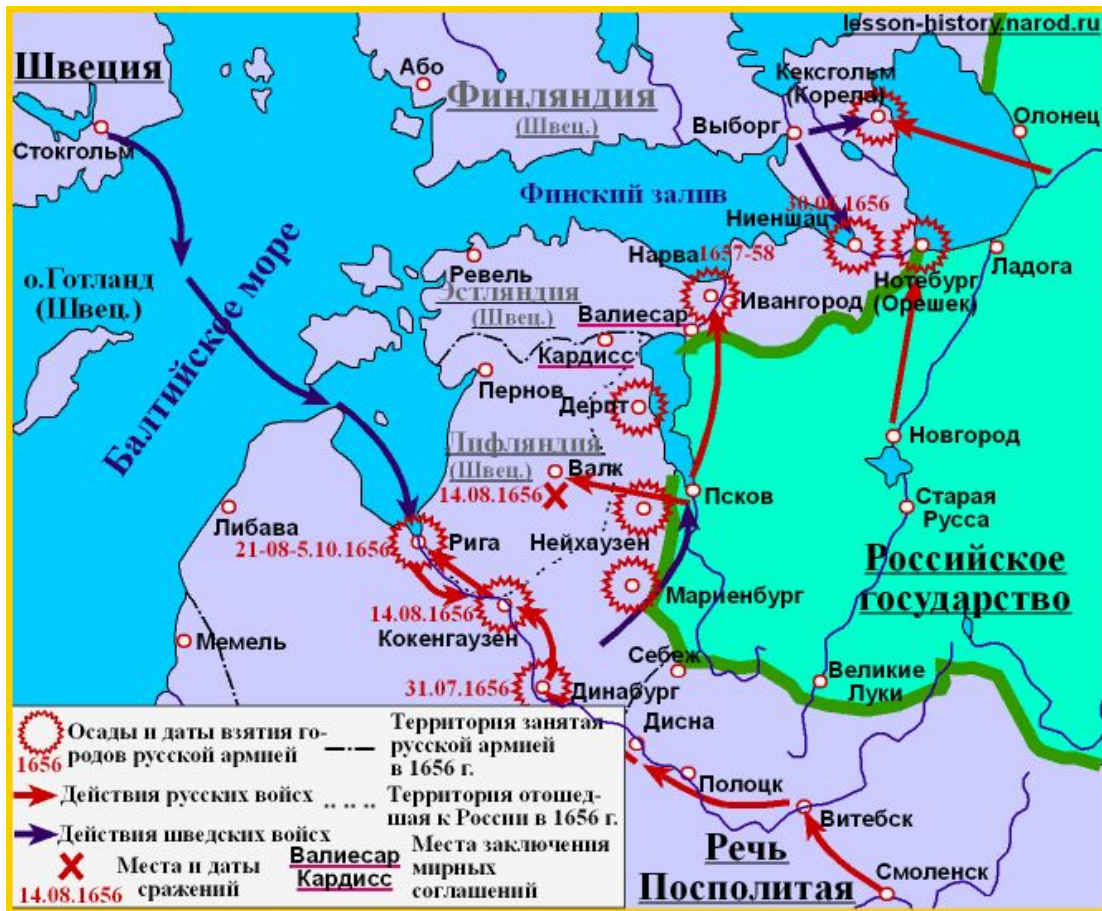 lesson-history.narod.ru
Швеция
Або
Финляндия
(Швец.)
Кексгольм
(Корела)
Выборг
Олонец
Стокгольм
Финский залив
30.06.1656
Ниеншац
Нарва 1657-58
Ладога
Ревель
Нотебург
(Орешек)
о.Готланд
(Швец.)
Эстляндия
(Швец.)
Ивангород
Валиесар
Кардисс
Балтийское море
Пернов
Дерпт
Новгород
Лифляндия
(Швец.)
Валк
14.08.1656
Псков
Старая
Русса
Либава
21-08-5.10.1656
Рига
Нейхаузен
Российское
государство
14.08.1656
Мариенбург
Кокенгаузен
Мемель
Себеж
31.07.1656
Динабург
Великие
Луки
Дисна
Полоцк
Витебск
Речь
Посполитая
Смоленск
Осады и даты взятия го-
1656 родов русской армией
Действия русских войсх
Действия шведских войсх
Места и даты
14.08.1656 сражений
Территория занятая
русской армией
в 1656 г.
Территория отошед-
шая к России в 1656 г.
Валиесар
Кардисс
Места заключения
мирных
соглашений